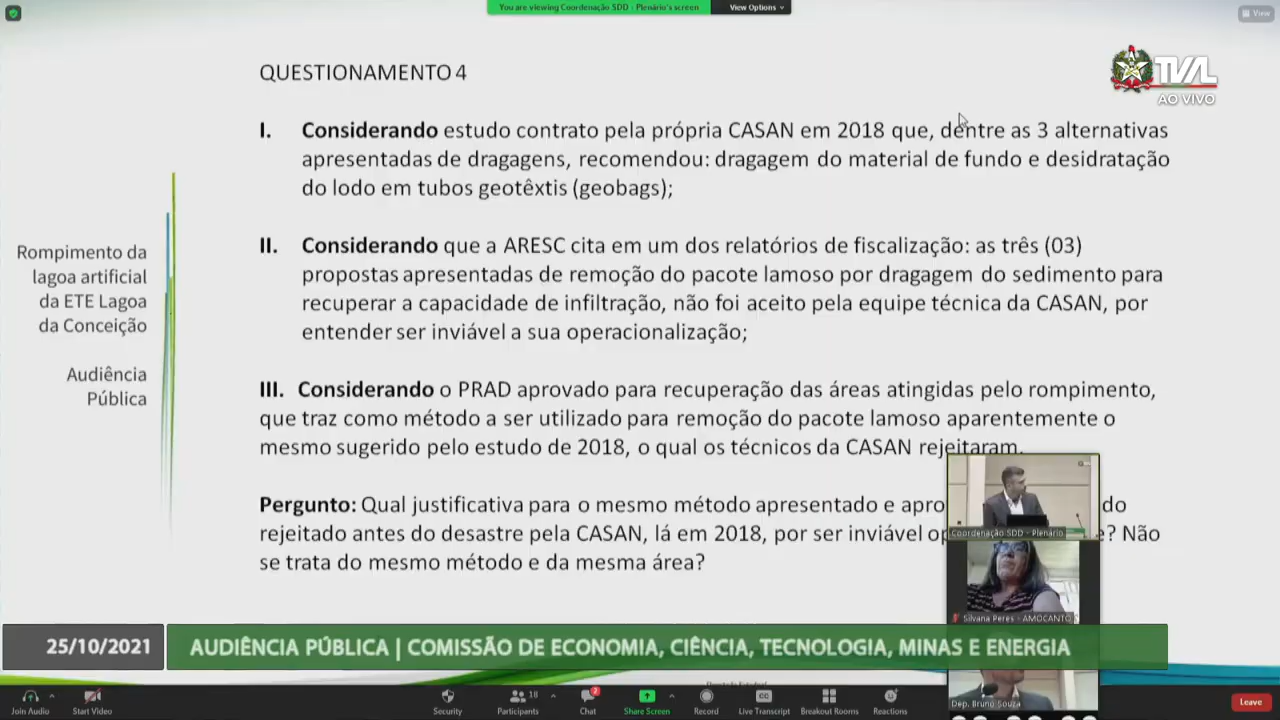 You are viewing Coordenação SDD - Plenário's screen
View Options
View
QUESTIONAMENTO 4
TVAL
AO VIVO
I. Considerando estudo contrato pela própria CASAN em 2018 que, dentre as 3 alternativas
apresentadas de dragagens, recomendou: dragagem do material de fundo e desidratação
do lodo em tubos geotêxtis (geobags);
II. Considerando que a ARESC cita em um dos relatórios de fiscalização: as três (03)
propostas apresentadas de remoção do pacote lamoso por dragagem do sedimento para
recuperar a capacidade de infiltração, não foi aceito pela equipe técnica da CASAN, por
entender ser inviável a sua operacionalização;
III. Considerando o PRAD aprovado para recuperação das áreas atingidas pelo rompimento,
que traz como método a ser utilizado para remoção do pacote lamoso aparentemente o
mesmo sugerido pelo estudo de 2018, o qual os técnicos da CASAN rejeitaram.
Pergunto: Qual justificativa para o mesmo método apresentado e apro do
rejeitado antes do desastre pela CASAN, lá em 2018, por ser inviável op e? Não
se trata do mesmo método e da mesma área?
Rompimento da
lagoa artificial
da ETE Lagoa
da Conceição
Audiência
Pública
Coordenação SDD - Plenário
Silvana Peres - AMOCANTO
25/10/2021
AUDIÊNCIA PÚBLICA | COMISSÃO DE ECONOMIA, CIÊNCIA, TECNOLOGIA, MINAS E ENERGIA
Dep. Bruno Souza
Join Audio
Start Video
Security
18
Participants
2
Chat
Share Screen
Record
CC
Live Transcript
Breakout Rooms
Reactions
Leave